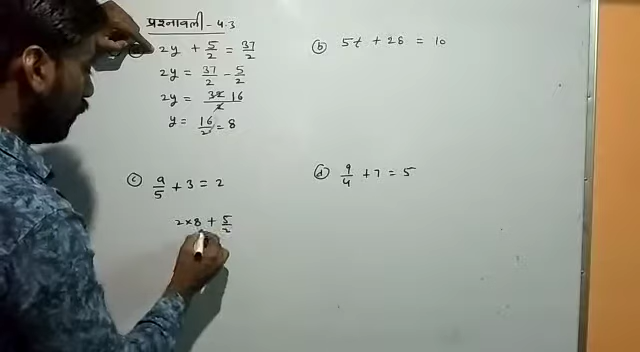 प्रश्नावली - 4.3
2y + 5/2 = 37/2
2y = 37/2 - 5/2
2y = 32/2 16
y = 16/2 = 8
(b) 5t + 28 = 10
(c) a/5 + 3 = 2
2 × 8 + 5/2
(d) q/4 + 7 = 5